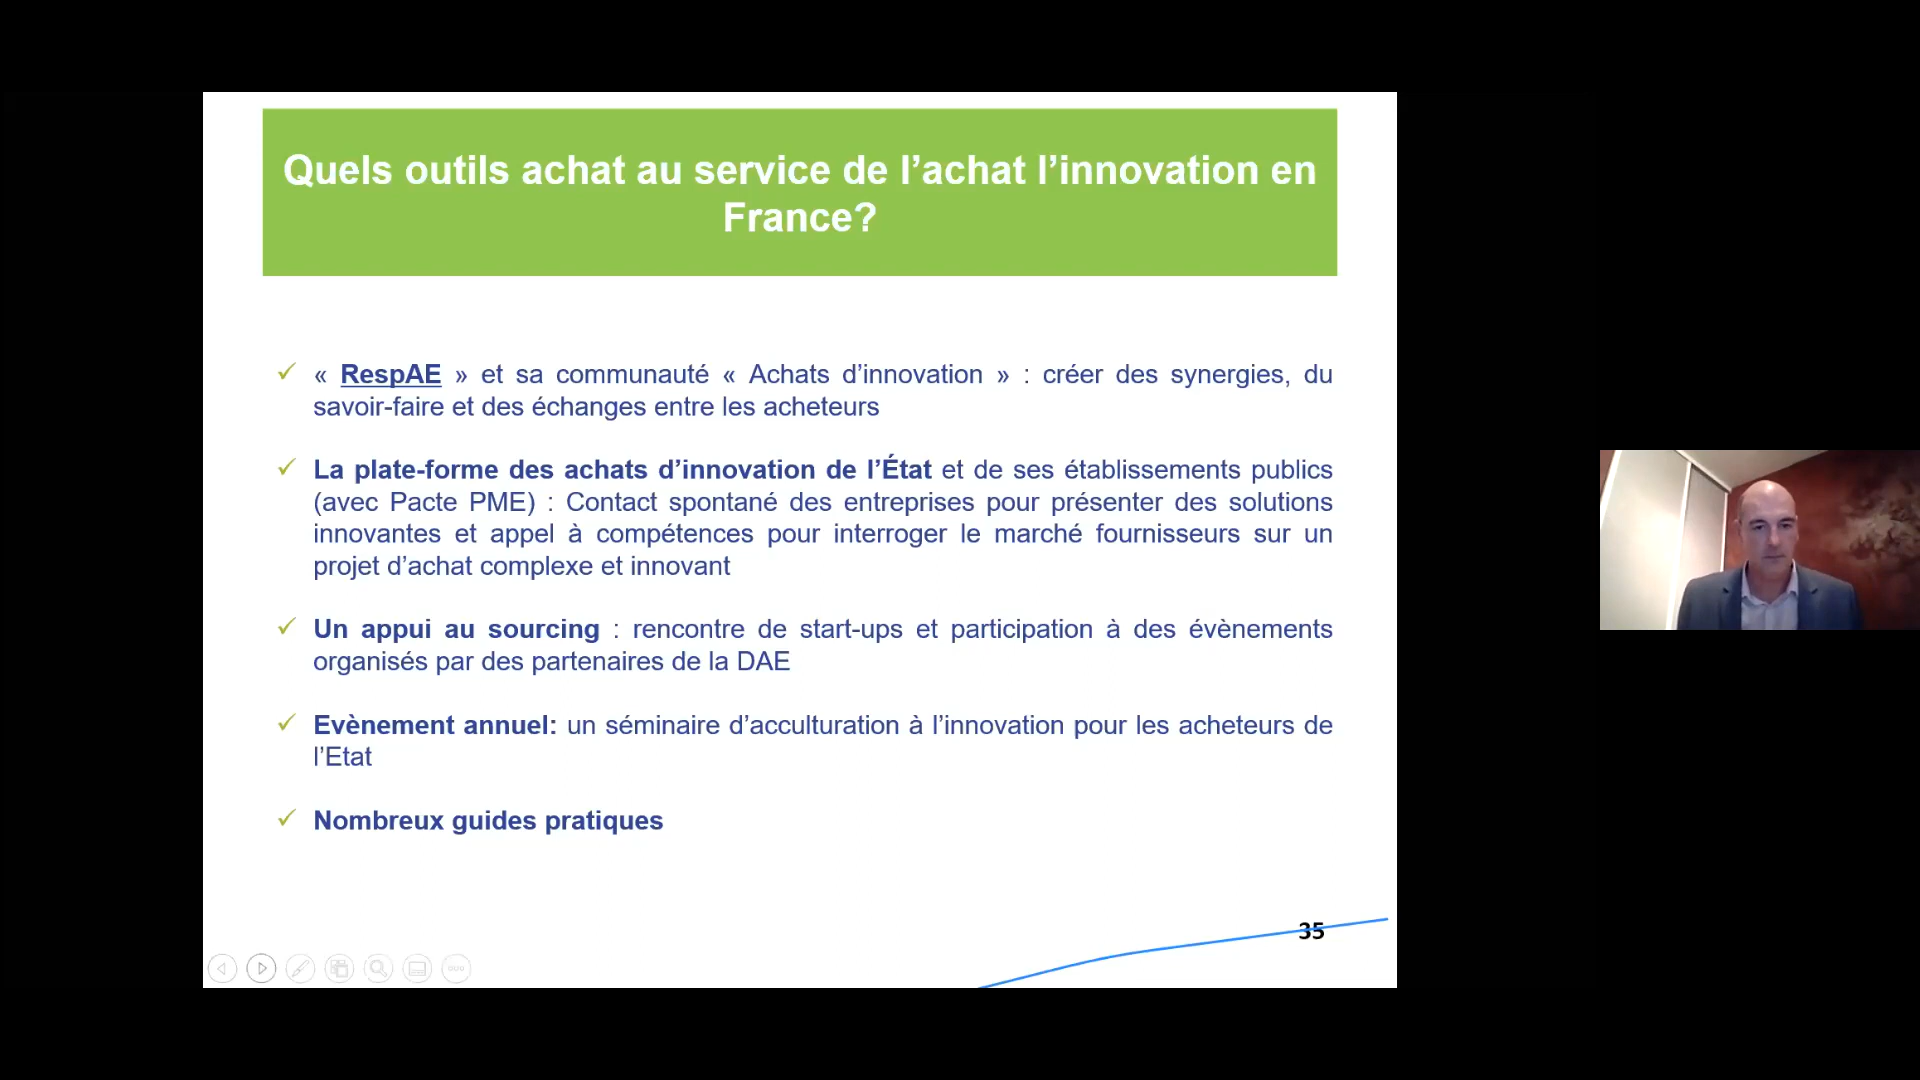 Quels outils achat au service de l’achat l’innovation en
France?
« RespAE » et sa communauté « Achats d’innovation » : créer des synergies, du
savoir-faire et des échanges entre les acheteurs
La plate-forme des achats d’innovation de l’État et de ses établissements publics
(avec Pacte PME) : Contact spontané des entreprises pour présenter des solutions
innovantes et appel à compétences pour interroger le marché fournisseurs sur un
projet d’achat complexe et innovant
Un appui au sourcing : rencontre de start-ups et participation à des évènements
organisés par des partenaires de la DAE
Evènement annuel: un séminaire d’acculturation à l’innovation pour les acheteurs de
l’Etat
Nombreux guides pratiques
35